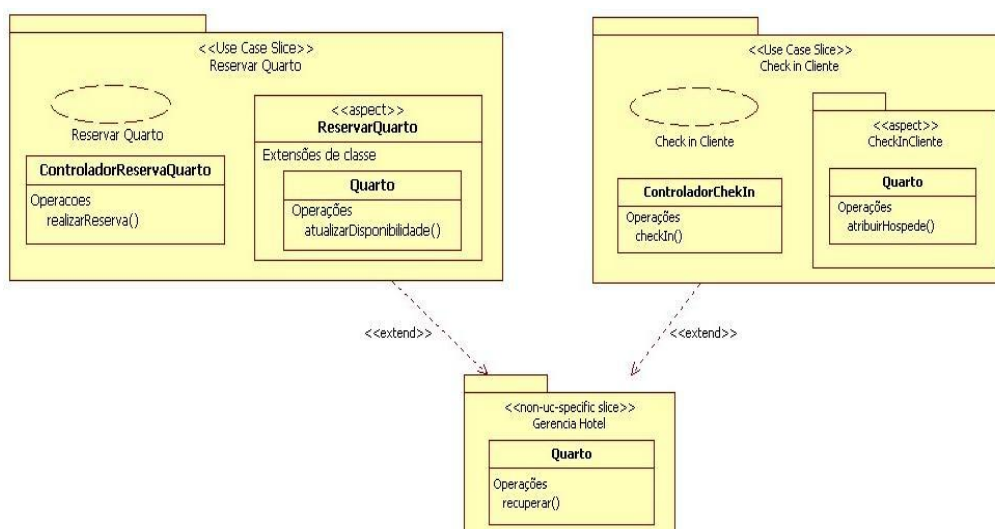 <<Use Case Slice>>
Reservar Quarto
Reservar Quarto
ControladorReservaQuarto
Operacoes
realizarReserva()
<<aspect>>
ReservarQuarto
Extensões de classe
Quarto
Operações
atualizarDisponibilidade()
<<Use Case Slice>>
Check in Cliente
Check in Cliente
ControladorChekIn
Operações
checkIn()
<<aspect>>
CheckInCliente
Quarto
Operações
atribuirHospede()
<<extend>>
<<extend>>
<<non-uc-specific slice>>
Gerencia Hotel
Quarto
Operações
recuperar()